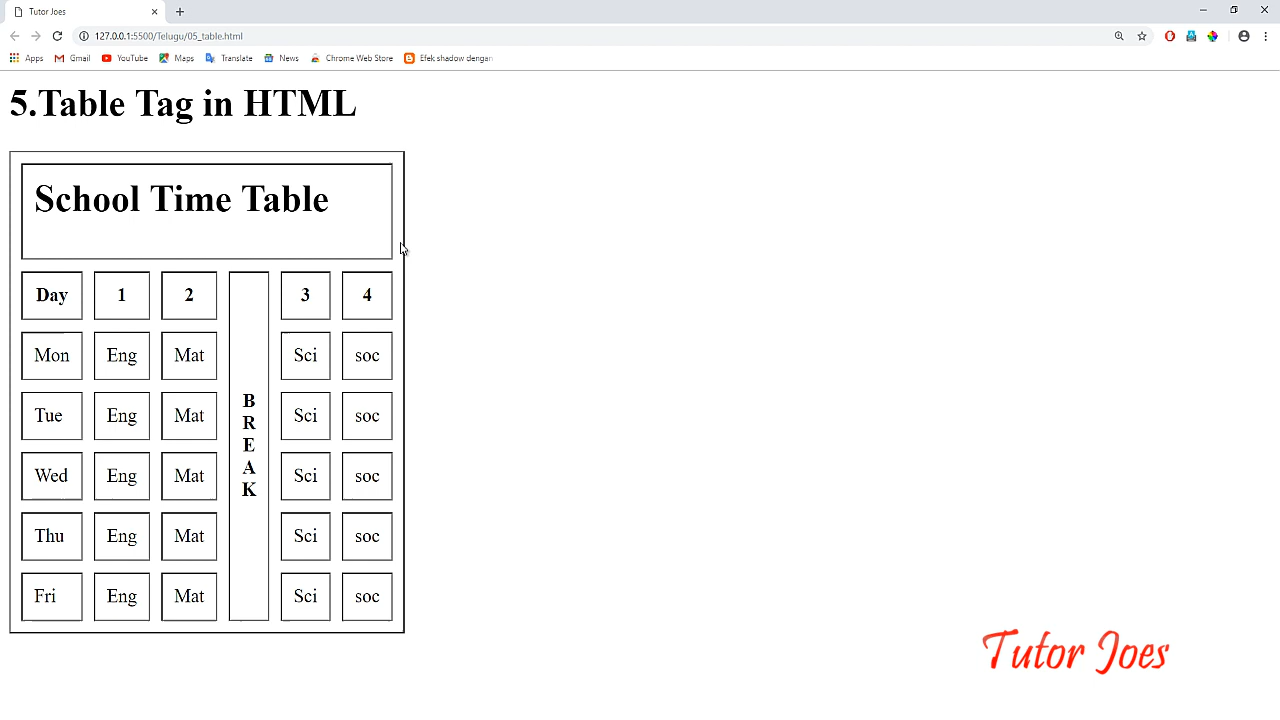 Tutor Joes
127.0.0.1:5500/Telugu/05_table.html
Apps Gmail YouTube Maps Translate News Chrome Web Store Efek shadow dengan
5.Table Tag in HTML
School Time Table
Day 1 2 3 4
Mon Eng Mat Sci soc
Tue Eng Mat Sci soc
Wed Eng Mat Sci soc
Thu Eng Mat Sci soc
Fri Eng Mat Sci soc
B
R
E
A
K
Tutor Joes